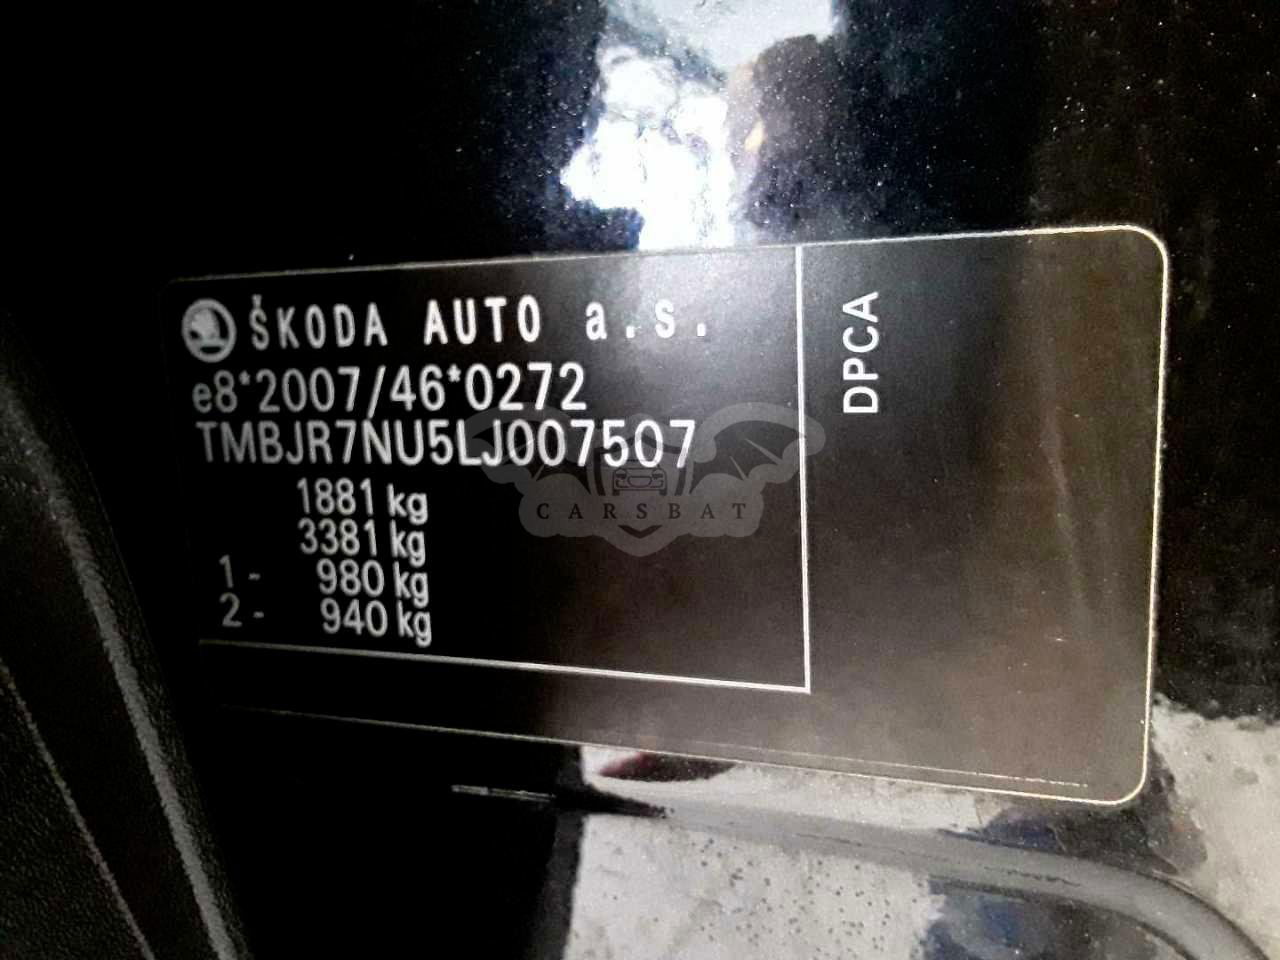 ŠKODA AUTO a.s.
e8*2007/46*0272
TMBJR7NU5LJ007507
1881 kg
3381 kg
1- 980 kg
2- 940 kg
DPCA
CARSBAT